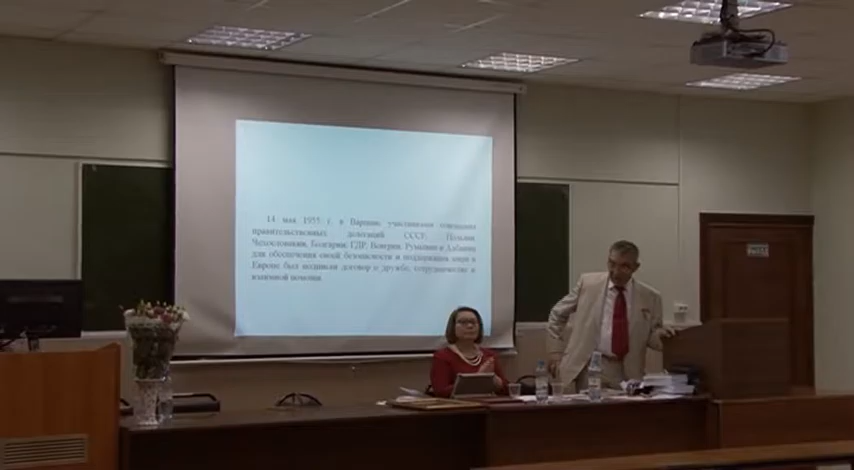 14 мая 1955 г. в Варшаве участниками совещания
правительственных делегаций СССР, Польши,
Чехословакии, Болгарии, ГДР, Венгрии, Румынии и Албании
для обеспечения своей безопасности и поддержания мира в
Европе был подписан договор о дружбе, сотрудничестве и
взаимной помощи.